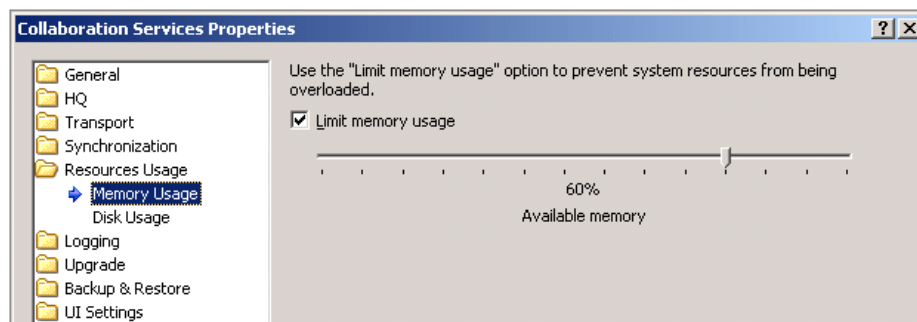 Collaboration Services Properties
General
HQ
Transport
Synchronization
Resources Usage
Memory Usage
Disk Usage
Logging
Upgrade
Backup & Restore
UI Settings
Use the "Limit memory usage" option to prevent system resources from being
overloaded.
Limit memory usage
60%
Available memory